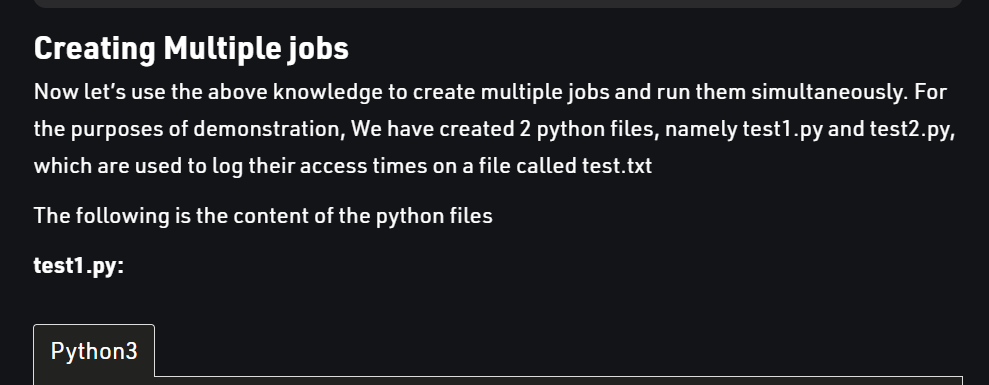 Creating Multiple jobs
Now let’s use the above knowledge to create multiple jobs and run them simultaneously. For
the purposes of demonstration, We have created 2 python files, namely test1.py and test2.py,
which are used to log their access times on a file called test.txt
The following is the content of the python files
test1.py:
Python3